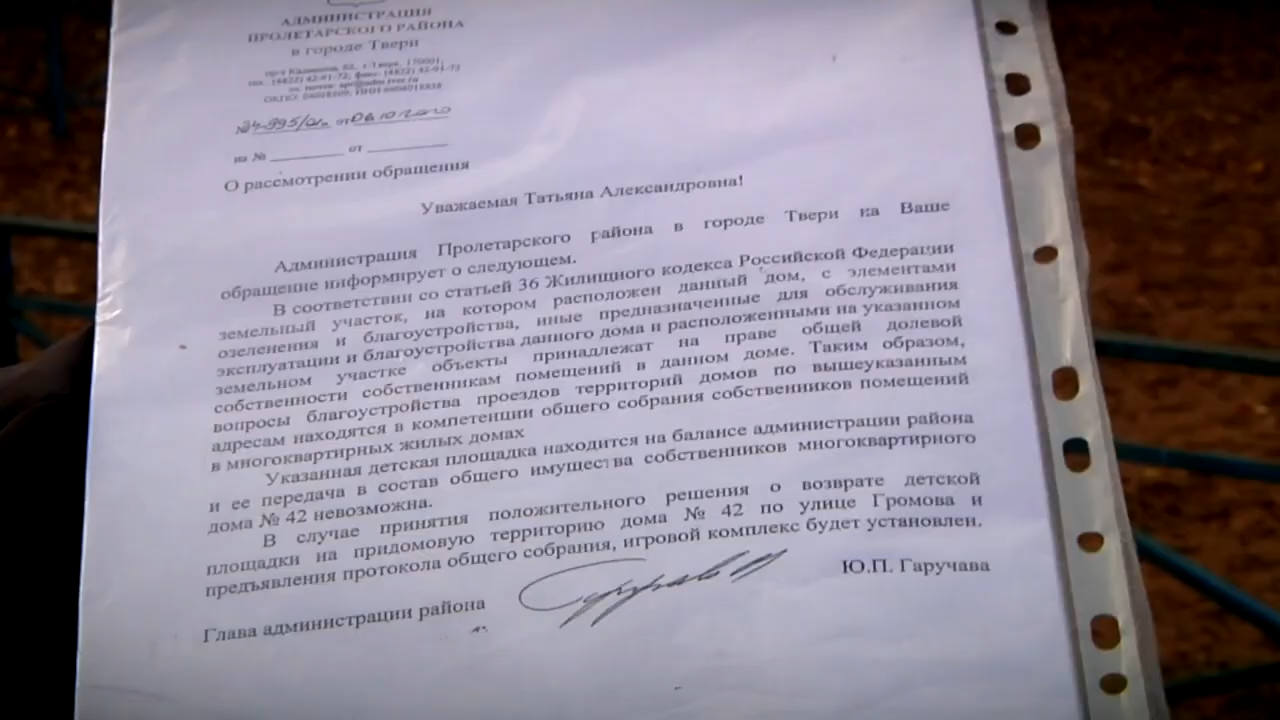 АДМИНИСТРАЦИЯ
ПРОЛЕТАРСКОГО РАЙОНА
в городе Твери
от 06.10.2020
на № __________ от ___________
О рассмотрении обращения
Уважаемая Татьяна Александровна!
Администрация Пролетарского района в городе Твери на Ваше
обращение информирует о следующем.
В соответствии со статьей 36 Жилищного кодекса Российской Федерации
земельный участок, на котором расположен данный дом, с элементами
озеленения и благоустройства, иные предназначенные для обслуживания
эксплуатации и благоустройства данного дома и расположенными на указанном
земельном участке объекты принадлежат на праве общей долевой
собственности собственникам помещений в данном доме. Таким образом,
вопросы благоустройства проездов территорий домов по вышеуказанным
адресам находятся в компетенции общего собрания собственников помещений
в многоквартирных жилых домах
Указанная детская площадка находится на балансе администрации района
и ее передача в состав общего имущества собственников многоквартирного
дома № 42 невозможна.
В случае принятия положительного решения о возврате детской
площадки на придомовую территорию дома № 42 по улице Громова и
предъявления протокола общего собрания, игровой комплекс будет установлен.
Глава администрации района Ю.П. Гаручава